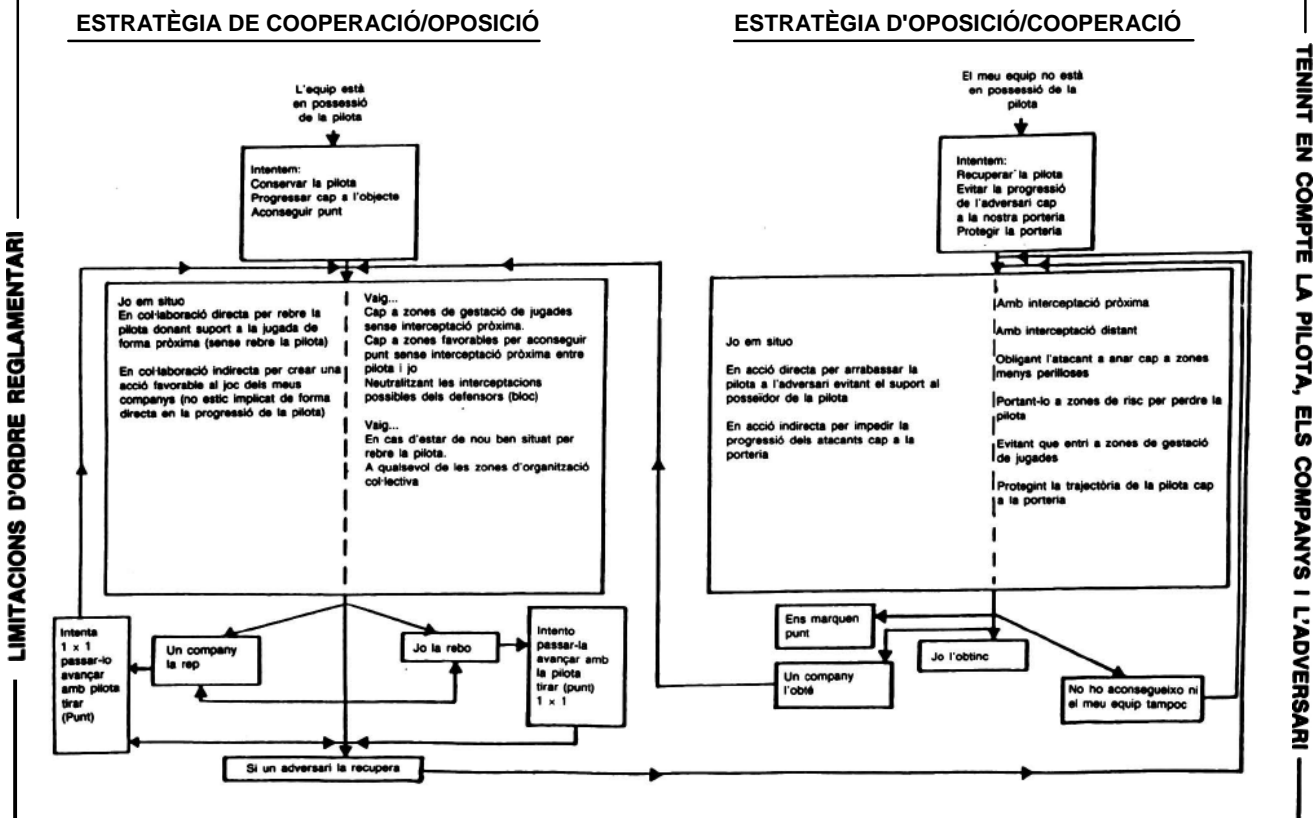 ESTRATÈGIA DE COOPERACIÓ/OPOSICIÓ
L'equip està
en possessió
de la pilota
Intentem:
Conservar la pilota
Progressar cap a l'objecte
Aconseguir punt
Jo em situo
En col·laboració directa per rebre la
pilota donant suport a la jugada de
forma pròxima (sense rebre la pilota)
En col·laboració indirecta per crear una
acció favorable al joc dels meus
companys (no estic implicat de forma
directa en la progressió de la pilota)
Vaig...
Cap a zones de gestació de jugades
sense interceptació pròxima.
Cap a zones favorables per aconseguir
punt sense interceptació pròxima entre
pilota i jo
Neutralitzant les interceptacions
possibles dels defensors (bloc)
Vaig...
En cas d'estar de nou ben situat per
rebre la pilota.
A qualsevol de les zones d'organització
col·lectiva
Intenta
1 × 1
passar-lo
avançar
amb pilota
tirar
(Punt)
Un company
la rep
Jo la rebo
Intento
passar-la
avançar amb
la pilota
tirar (punt)
1 × 1
Si un adversari la recupera
ESTRATÈGIA D'OPOSICIÓ/COOPERACIÓ
El meu equip no està
en possessió de la
pilota
Intentem:
Recuperar la pilota
Evitar la progressió
de l'adversari cap
a la nostra porteria
Protegir la porteria
Jo em situo
En acció directa per arrabassar la
pilota a l'adversari evitant el suport al
posseïdor de la pilota
En acció indirecta per impedir la
progressió dels atacants cap a la
porteria
Amb interceptació pròxima
Amb interceptació distant
Obligant l'atacant a anar cap a zones
menys perilloses
Portant-lo a zones de risc per perdre la
pilota
Evitant que entri a zones de gestació
de jugades
Protegint la trajectòria de la pilota cap
a la porteria
Ens marquen
punt
Un company
l'obté
Jo l'obtinc
No ho aconsegueixo ni
el meu equip tampoc
LIMITACIONS D'ORDRE REGLAMENTARI
TENINT EN COMPTE LA PILOTA, ELS COMPANYS I L'ADVERSARI